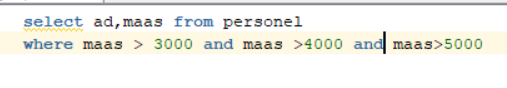 select ad,maas from personel
where maas > 3000 and maas >4000 and maas>5000